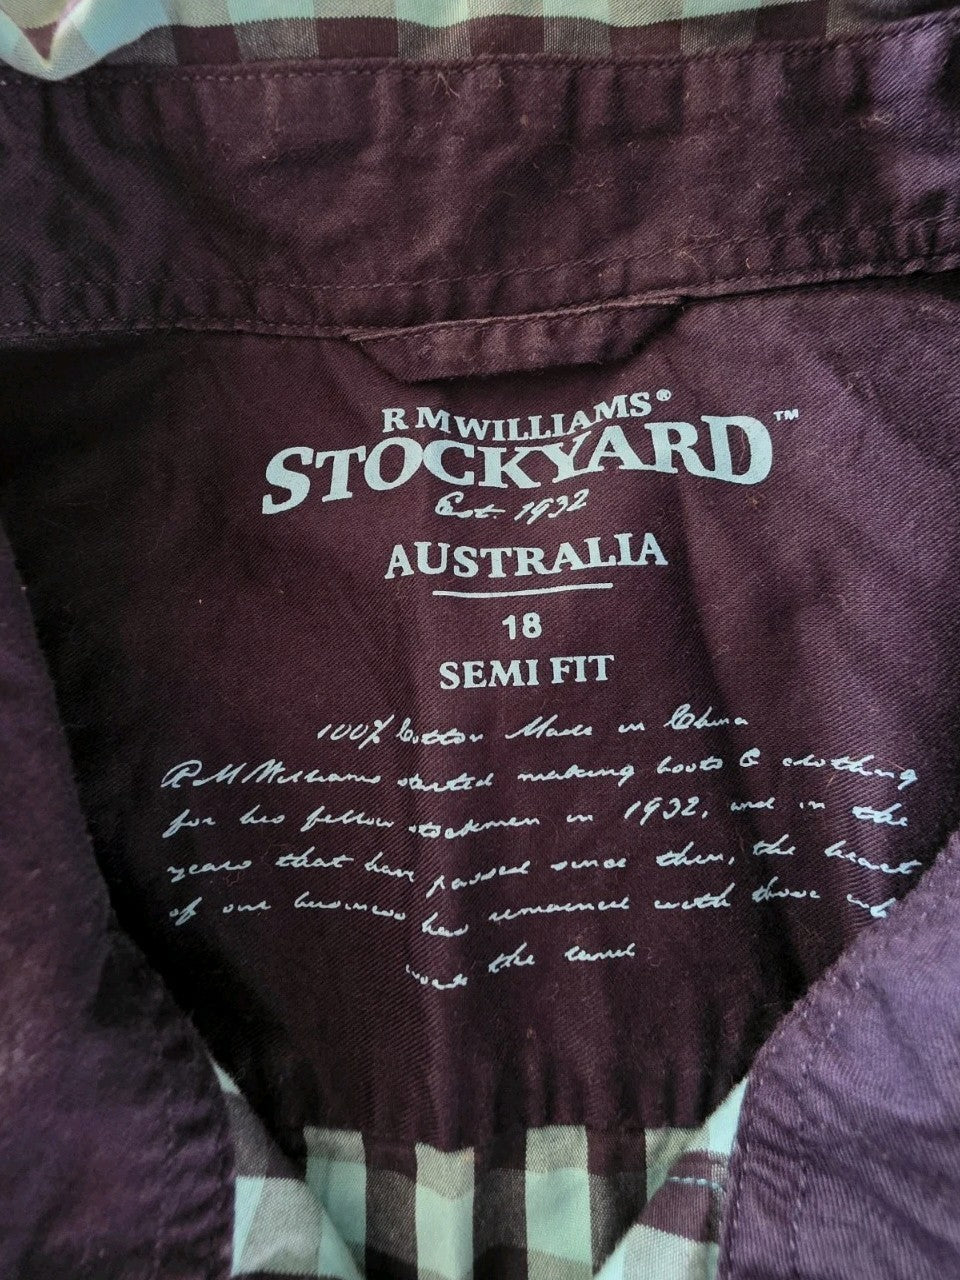 R M WILLIAMS®
STOCKYARD™
Est. 1932
AUSTRALIA
18
SEMI FIT
100% Cotton Made in China
R M Williams started making boots & clothing
for his fellow stockmen in 1932, and in the
years that have passed since then, the heart
of our business has remained with those who
work the land